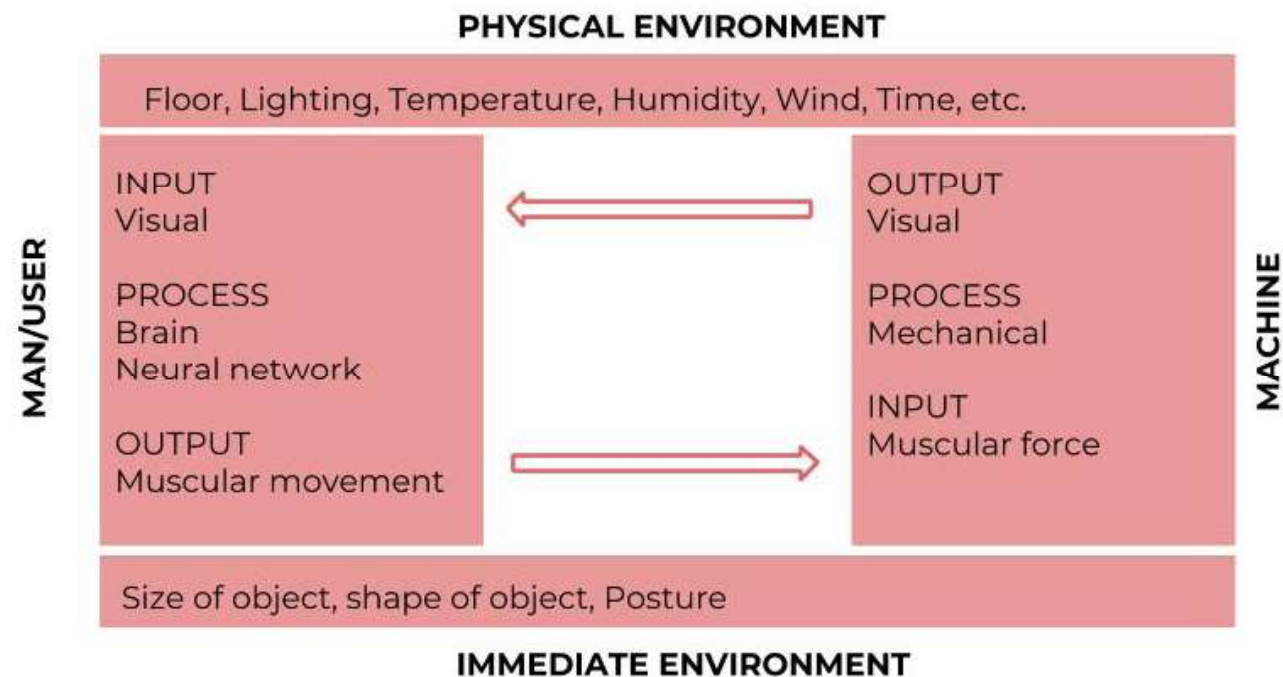 PHYSICAL ENVIRONMENT
Floor, Lighting, Temperature, Humidity, Wind, Time, etc.
MAN/USER
INPUT
Visual
PROCESS
Brain
Neural network
OUTPUT
Muscular movement
OUTPUT
Visual
PROCESS
Mechanical
INPUT
Muscular force
MACHINE
Size of object, shape of object, Posture
IMMEDIATE ENVIRONMENT